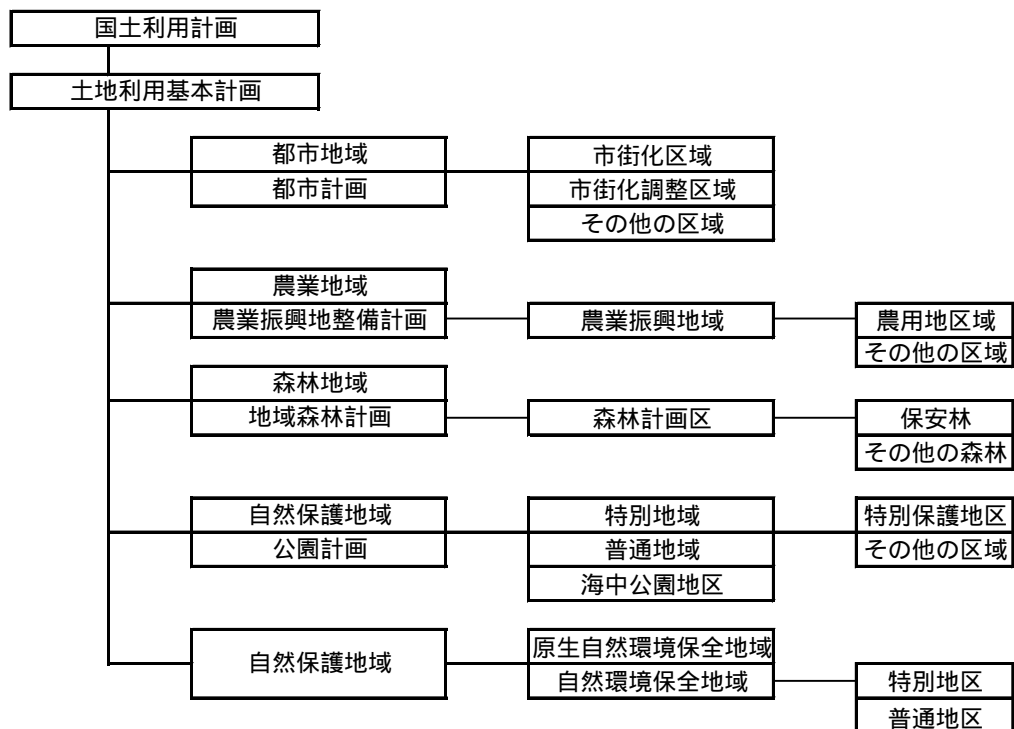 国土利用計画
土地利用基本計画
都市地域
都市計画
市街化区域
市街化調整区域
その他の区域
農業地域
農業振興地整備計画
農業振興地域
農用地区域
その他の区域
森林地域
地域森林計画
森林計画区
保安林
その他の森林
自然保護地域
公園計画
特別地域
普通地域
海中公園地区
特別保護地区
その他の区域
自然保護地域
原生自然環境保全地域
自然環境保全地域
特別地区
普通地区